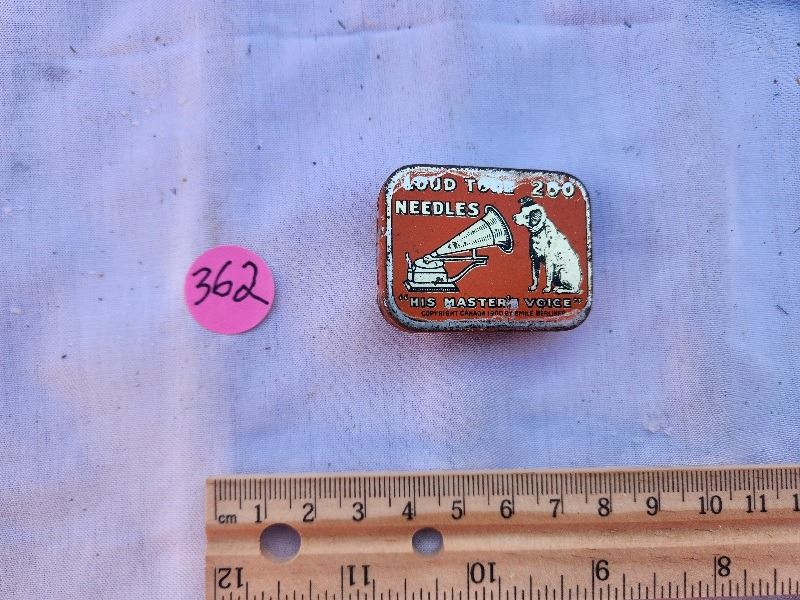 362
LOUD TONE 200
NEEDLES
"HIS MASTER'S VOICE"
COPYRIGHT CANADA 1900 BY EMILE BERLINER
cm 1 2 3 4 5 6 7 8 9 10 11
12 11 10 9 8